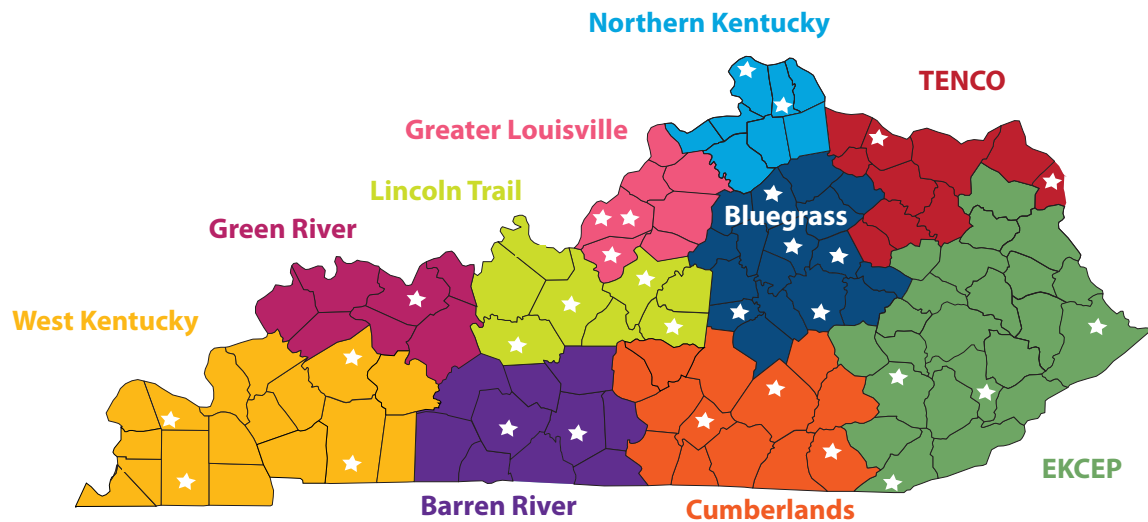 Northern Kentucky
TENCO
Greater Louisville
Lincoln Trail
Bluegrass
Green River
West Kentucky
EKCEP
Barren River
Cumberlands